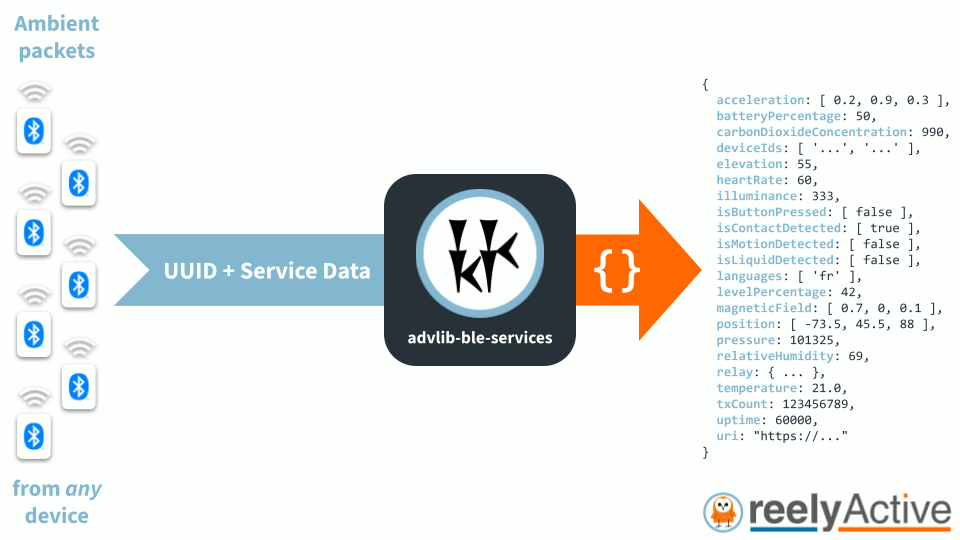 Ambient
packets
from any
device
UUID + Service Data
advlib-ble-services
{}
{
acceleration: [ 0.2, 0.9, 0.3 ],
batteryPercentage: 50,
carbonDioxideConcentration: 990,
deviceIds: [ '...', '...' ],
elevation: 55,
heartRate: 60,
illuminance: 333,
isButtonPressed: [ false ],
isContactDetected: [ true ],
isMotionDetected: [ false ],
isLiquidDetected: [ false ],
languages: [ 'fr' ],
levelPercentage: 42,
magneticField: [ 0.7, 0, 0.1 ],
position: [ -73.5, 45.5, 88 ],
pressure: 101325,
relativeHumidity: 69,
relay: { ... },
temperature: 21.0,
txCount: 123456789,
uptime: 60000,
uri: "https://..."
}
reelyActive